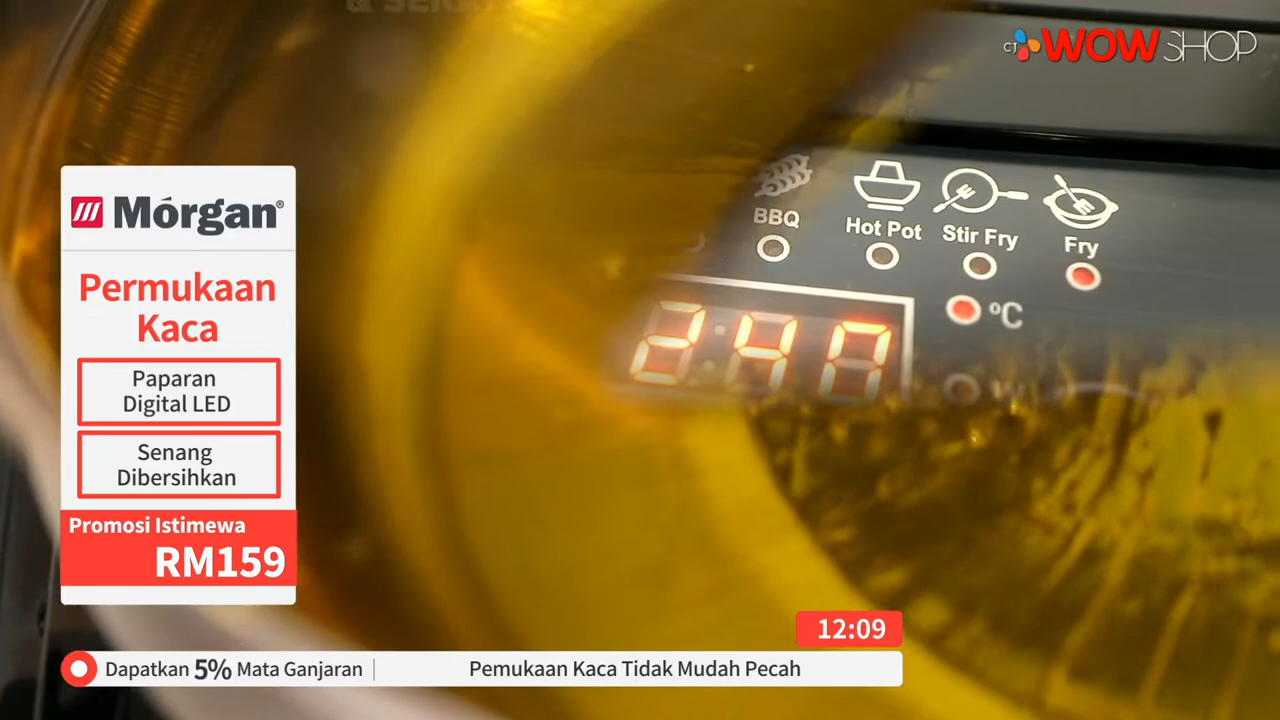 CJ WOW SHOP
Mórgan®
Permukaan
Kaca
Paparan
Digital LED
Senang
Dibersihkan
Promosi Istimewa
RM159
BBQ
Hot Pot
Stir Fry
Fry
240
ºC
12:09
Dapatkan 5% Mata Ganjaran
Pemukaan Kaca Tidak Mudah Pecah